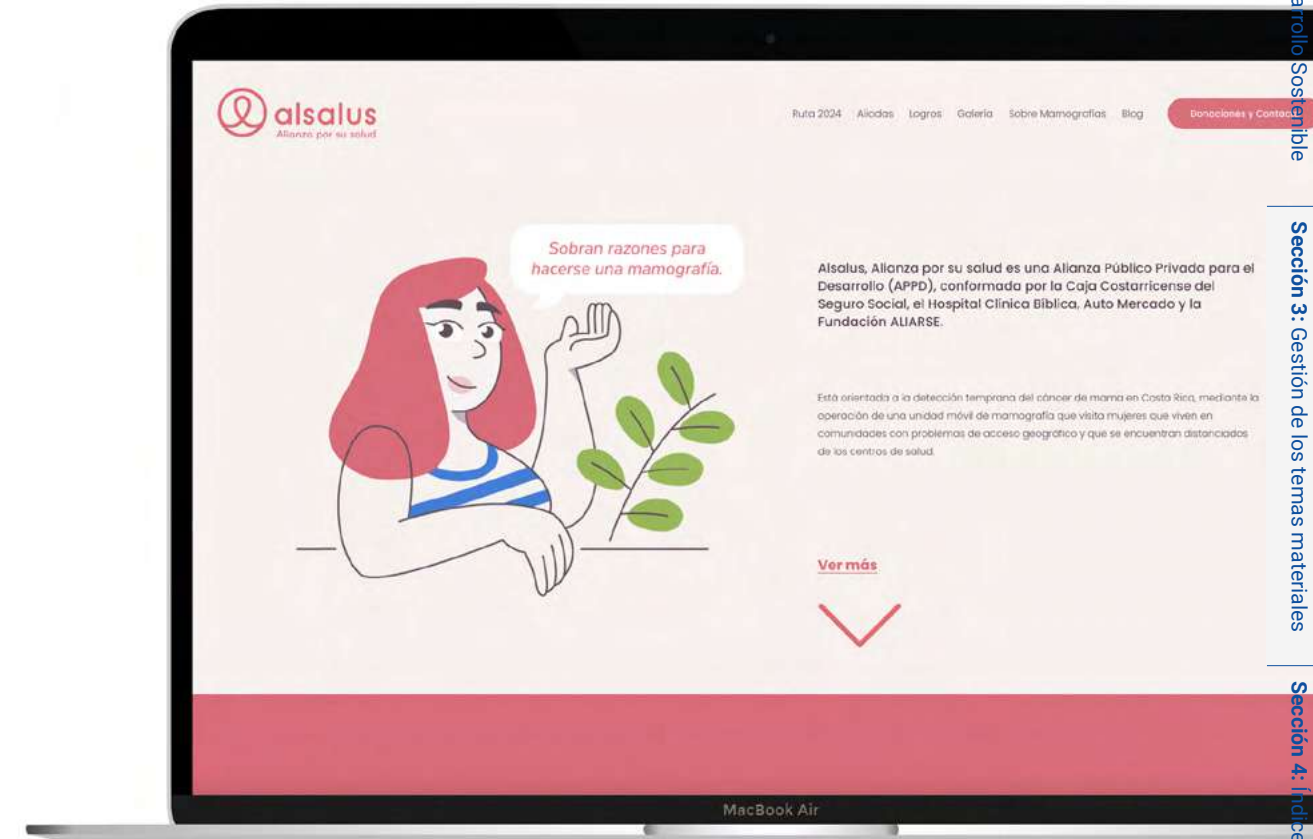 alsalus
Alianza por su salud
Ruta 2024 Aliadas Logros Galería Sobre Mamografías Blog
Donaciones y Contac
Sobran razones para
hacerse una mamografía.
Alsalus, Alianza por su salud es una Alianza Público Privada para el
Desarrollo (APPD), conformada por la Caja Costarricense del
Seguro Social, el Hospital Clínica Bíblica, Auto Mercado y la
Fundación ALIARSE.
Está orientada a la detección temprana del cáncer de mama en Costa Rica, mediante la
operación de una unidad móvil de mamografía que visita mujeres que viven en
comunidades con problemas de acceso geográfico y que se encuentran distanciados
de los centros de salud.
Ver más
MacBook Air
arrollo Sostenible
Sección 3: Gestión de los temas materiales
Sección 4: Índice